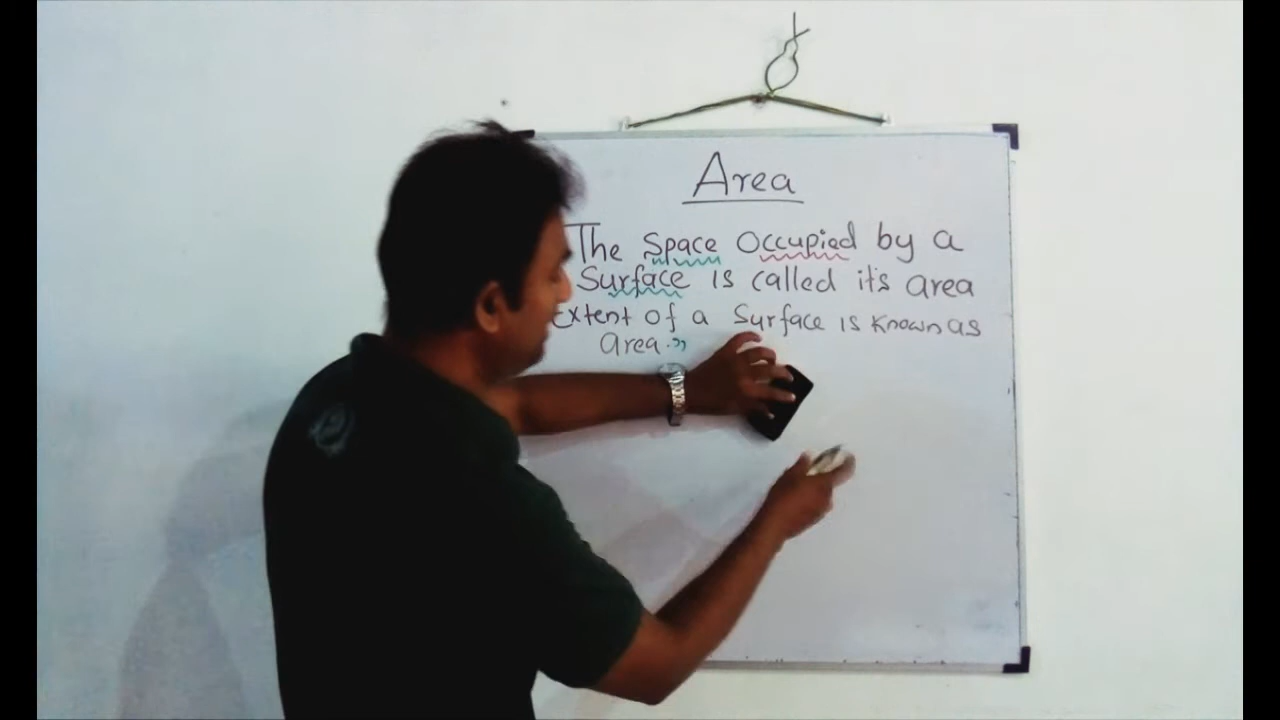 Area
The Space Occupied by a
Surface is called it's area
Extent of a Surface is known as
area.”